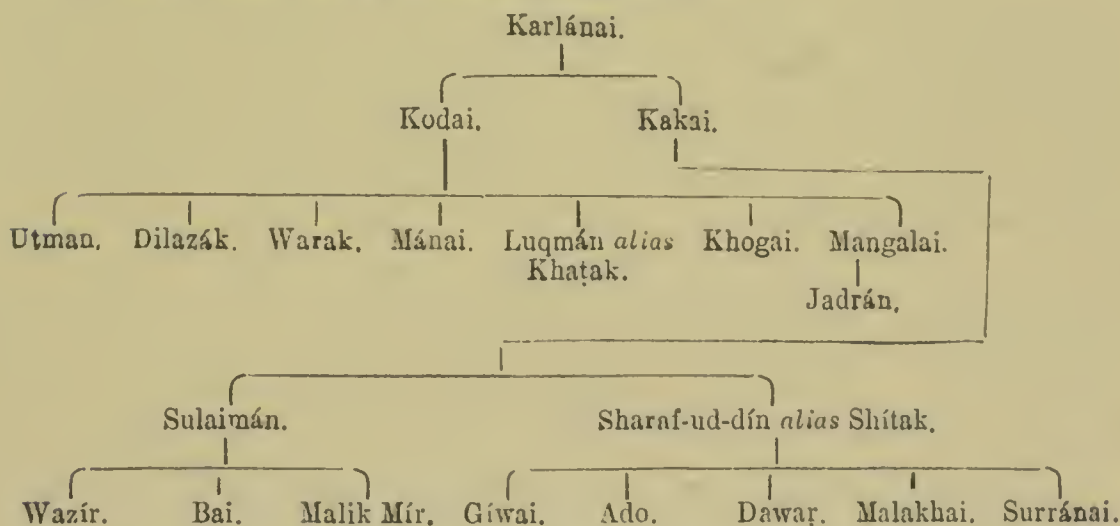 Karlánai.
Kodai. Kakai.
Utman. Dilazák. Warak. Mánai. Luqmán alias Khogai. Mangalai.
Khaṭak.
Jadrán.
Sulaimán. Sharaf-ud-dín alias Shítak.
Wazír. Bai. Malik Mír. Gíwai. Ado. Dawar. Malakhai. Surránai.